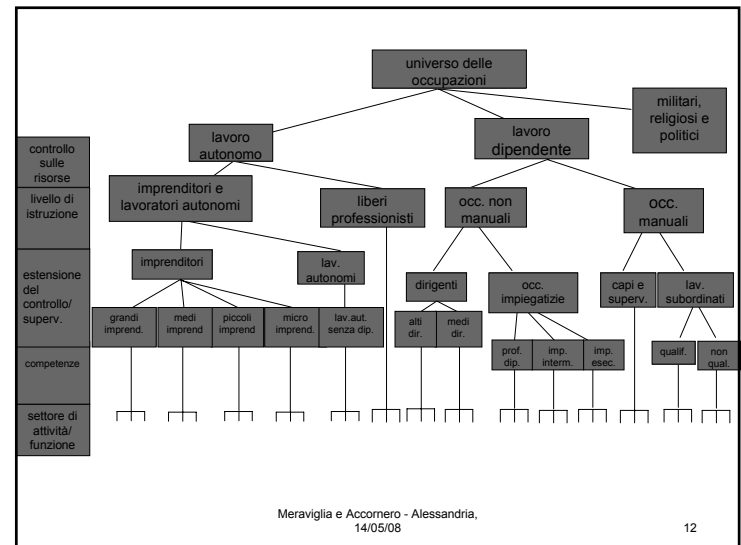 universo delle
occupazioni
militari,
religiosi e
politici
lavoro
autonomo
lavoro
dipendente
controllo
sulle
risorse
imprenditori e
lavoratori autonomi
liberi
professionisti
occ. non
manuali
occ.
manuali
livello di
istruzione
imprenditori
lav.
autonomi
dirigenti
occ.
impiegatizie
capi e
superv.
lav.
subordinati
estensione
del
controllo/
superv.
grandi
imprend.
medi
imprend
piccoli
imprend
micro
imprend.
lav.aut.
senza dip.
alti
dir.
medi
dir.
prof.
dip.
imp.
interm.
imp.
esec.
qualif.
non
qual.
competenze
settore di
attività/
funzione
Meraviglia e Accornero - Alessandria,
14/05/08
12